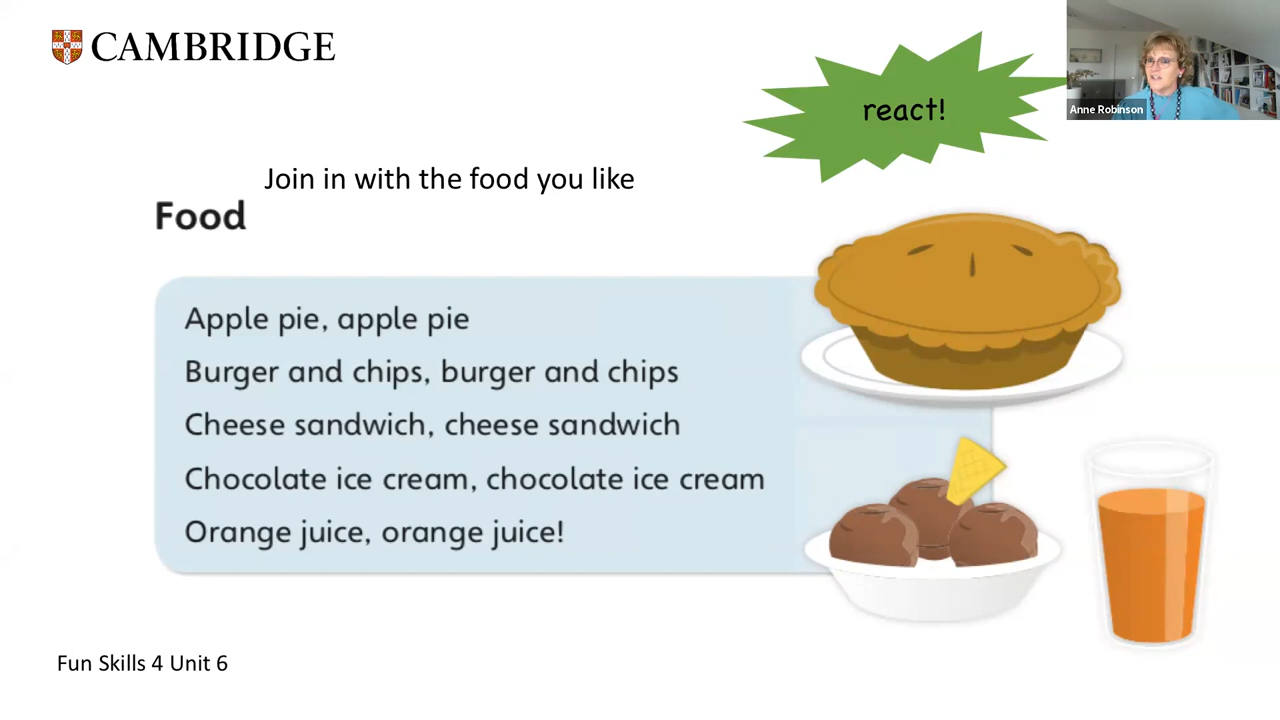 CAMBRIDGE
react!
Anne Robinson
Join in with the food you like
Food
Apple pie, apple pie
Burger and chips, burger and chips
Cheese sandwich, cheese sandwich
Chocolate ice cream, chocolate ice cream
Orange juice, orange juice!
Fun Skills 4 Unit 6